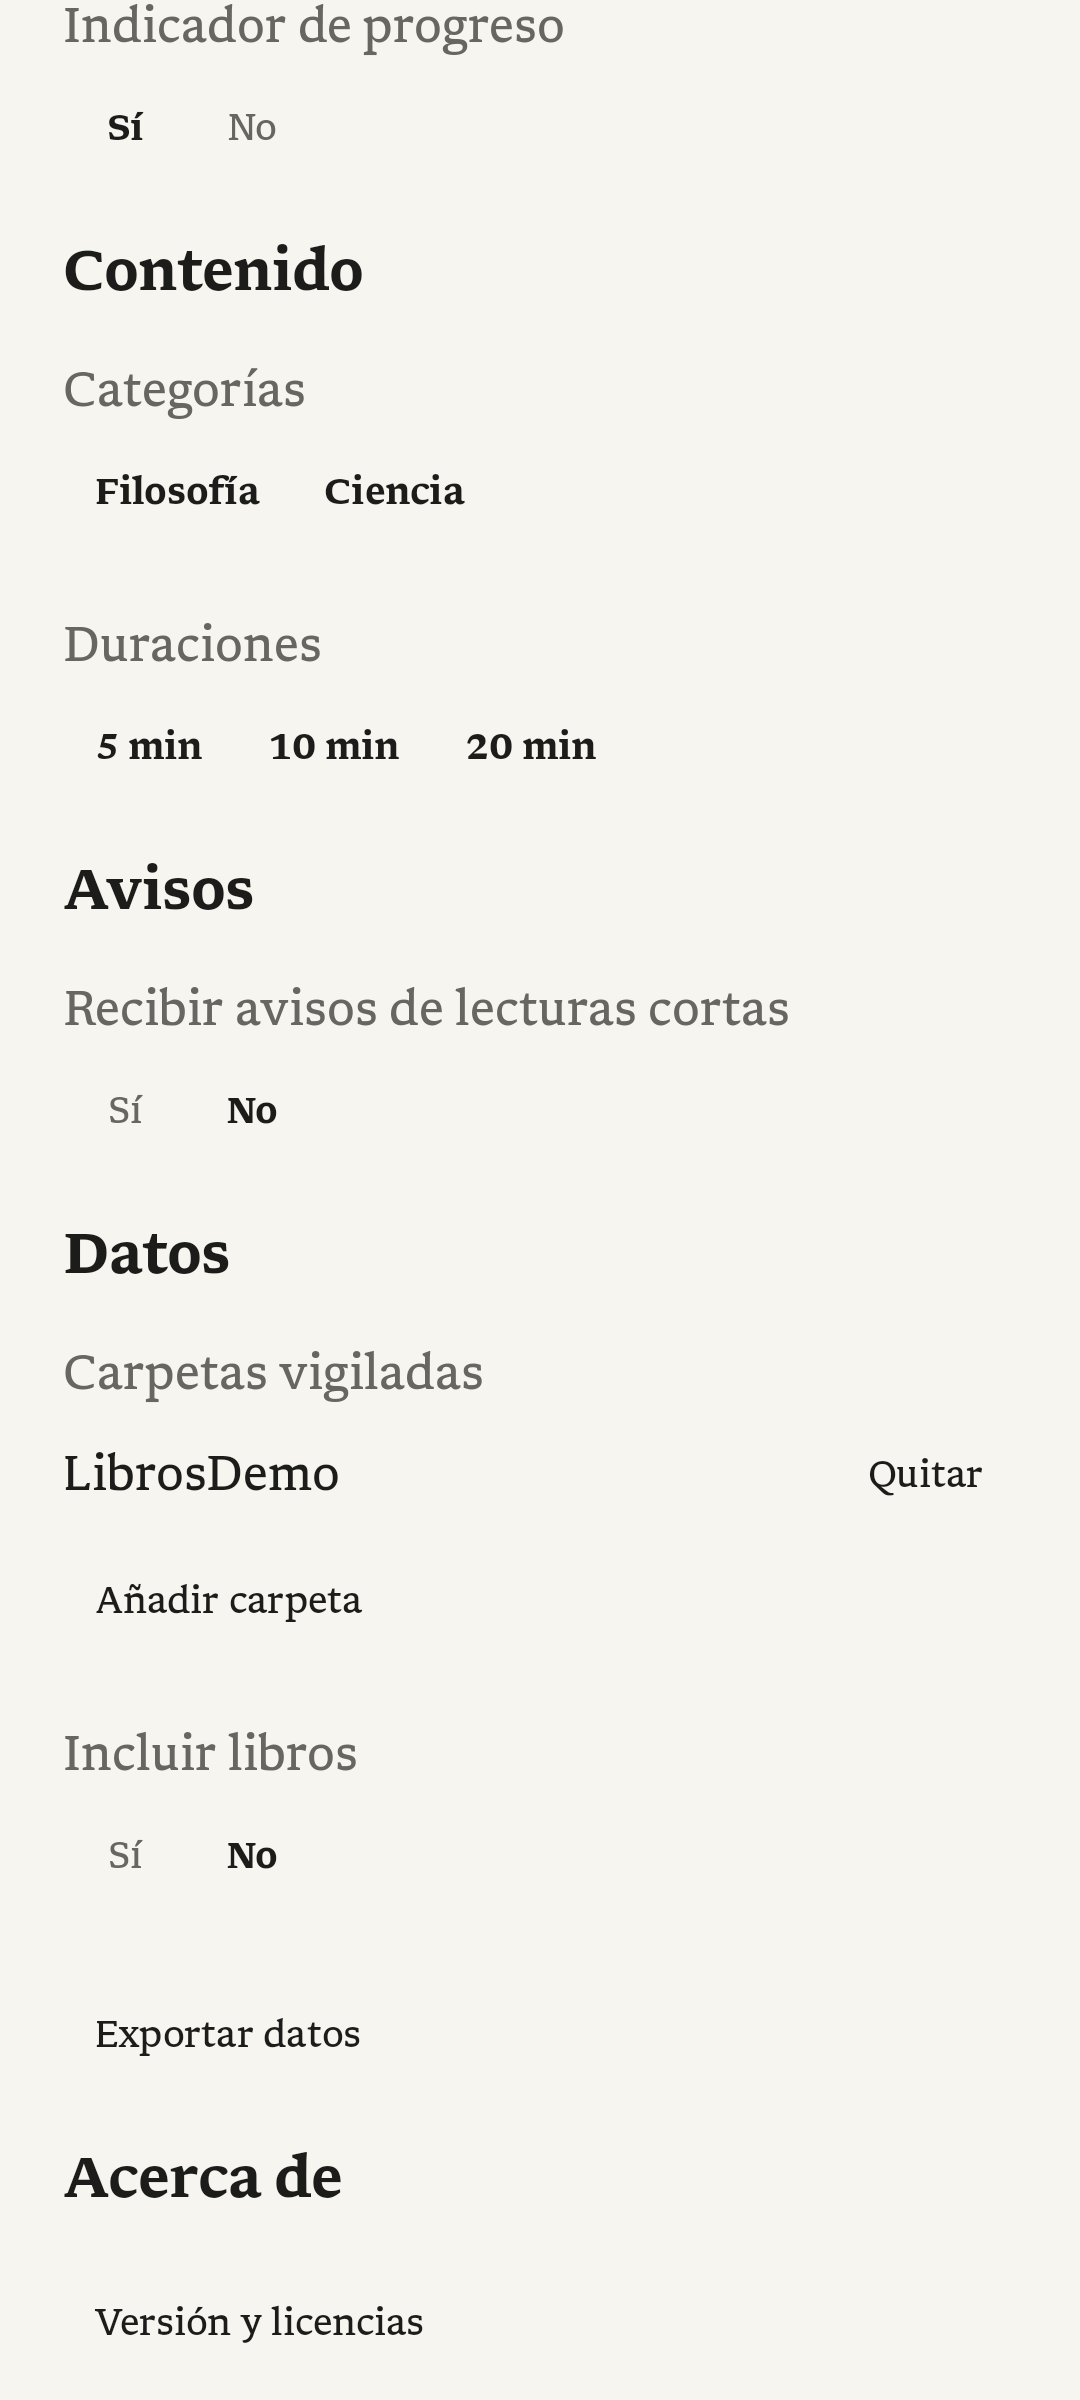 Indicador de progreso
Sí No
Contenido
Categorías
Filosofía Ciencia
Duraciones
5 min 10 min 20 min
Avisos
Recibir avisos de lecturas cortas
Sí No
Datos
Carpetas vigiladas
LibrosDemo Quitar
Añadir carpeta
Incluir libros
Sí No
Exportar datos
Acerca de
Versión y licencias